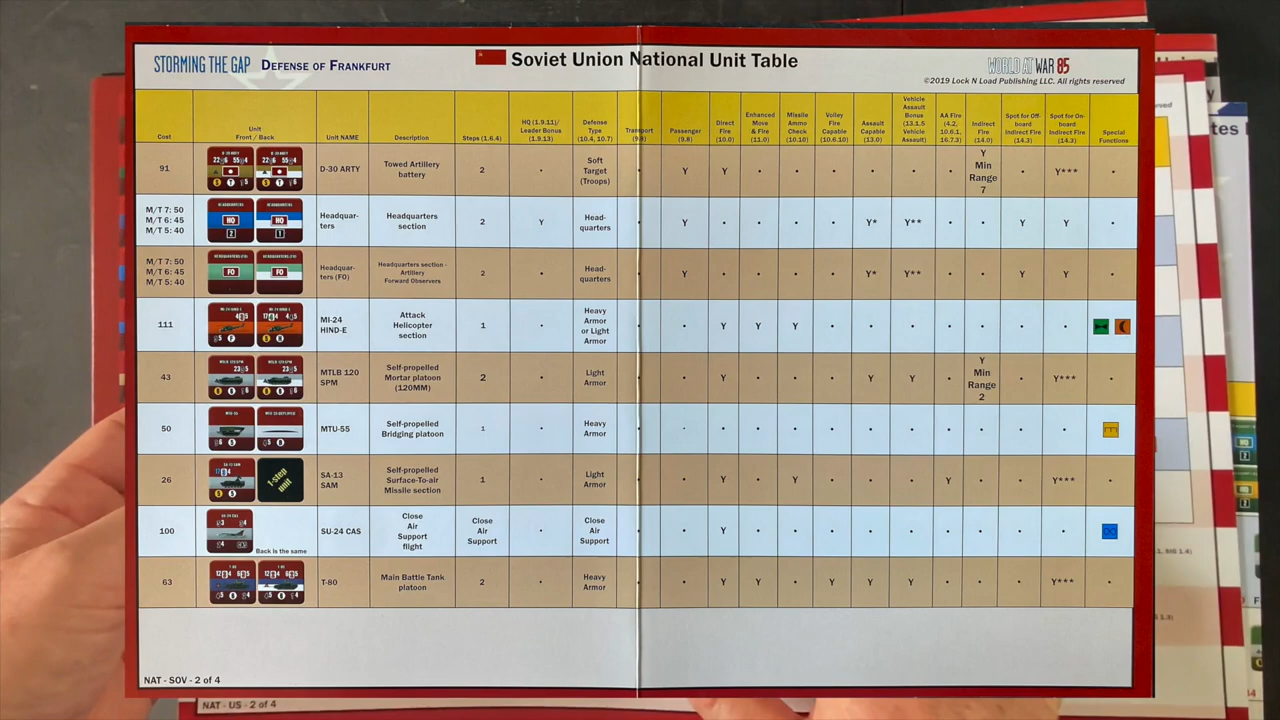 STORMING THE GAP DEFENSE OF FRANKFURT
Soviet Union National Unit Table
WORLD AT WAR 85
©2019 Lock N Load Publishing LLC. All rights reserved
Cost
Unit
Front / Back
Unit NAME
Description
Steps (1.6.4)
HQ (1.9.11)/
Leader Bonus
(1.9.13)
Defense
Type
(10.4, 10.7)
Transport
(9.8)
Passenger
(9.8)
Direct
Fire
(10.0)
Enhanced
Move
& Fire
(11.0)
Missile
Ammo
Check
(10.10)
Volley
Fire
Capable
(10.6.10)
Assault
Capable
(13.0)
Vehicle
Assault
Bonus
(13.1.5
Vehicle
Assault)
AA Fire
(4.2,
10.6.1,
16.7.3)
Indirect
Fire
(14.0)
Spot for Off-
board
Indirect Fire
(14.3)
Spot for On-
board
Indirect Fire
(14.3)
Special
Functions
91
D-30 ARTY
Towed Artillery
battery
2
•
Soft
Target
(Troops)
•
Y
Y
•
•
•
•
•
•
Y
Min
Range
7
•
Y***
•
M/T 7: 50
M/T 6: 45
M/T 5: 40
HEADQUARTERS
HQ
2
HEADQUARTERS
HQ
1
Headquar-
ters
Headquarters
section
2
Y
Head-
quarters
•
Y
•
•
•
•
Y*
Y**
•
•
Y
Y
•
M/T 7: 50
M/T 6: 45
M/T 5: 40
FO
FO
Headquar-
ters (FO)
Headquarters section -
Artillery
Forward Observers
2
•
Head-
quarters
•
Y
•
•
•
•
Y*
Y**
•
•
Y
Y
•
111
MI-24
HIND-E
Attack
Helicopter
section
1
•
Heavy
Armor
or Light
Armor
•
•
Y
Y
Y
•
•
•
•
•
•
•
43
MTLB 120
SPM
Self-propelled
Mortar platoon
(120MM)
2
•
Light
Armor
•
•
Y
•
•
•
Y
Y
•
Y
Min
Range
2
•
Y***
•
50
MTU-55
Self-propelled
Bridging platoon
1
•
Heavy
Armor
•
•
•
•
•
•
•
•
•
•
•
•
26
1-step
unit
SA-13
SAM
Self-propelled
Surface-To-air
Missile section
1
•
Light
Armor
•
•
Y
•
Y
•
•
•
Y
•
•
Y***
•
100
Back is the same
SU-24 CAS
Close
Air
Support
flight
Close
Air
Support
•
Close
Air
Support
•
•
Y
•
•
•
•
•
•
•
•
•
63
T-80
Main Battle Tank
platoon
2
•
Heavy
Armor
•
•
Y
Y
•
Y
Y
Y
•
•
•
Y***
•
NAT - SOV - 2 of 4
NAT - US - 2 of 4